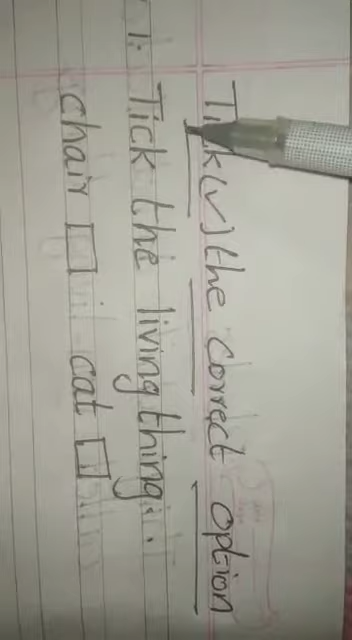 Tick(√) the correct option
1. Tick the living thing.
chair □ cat □